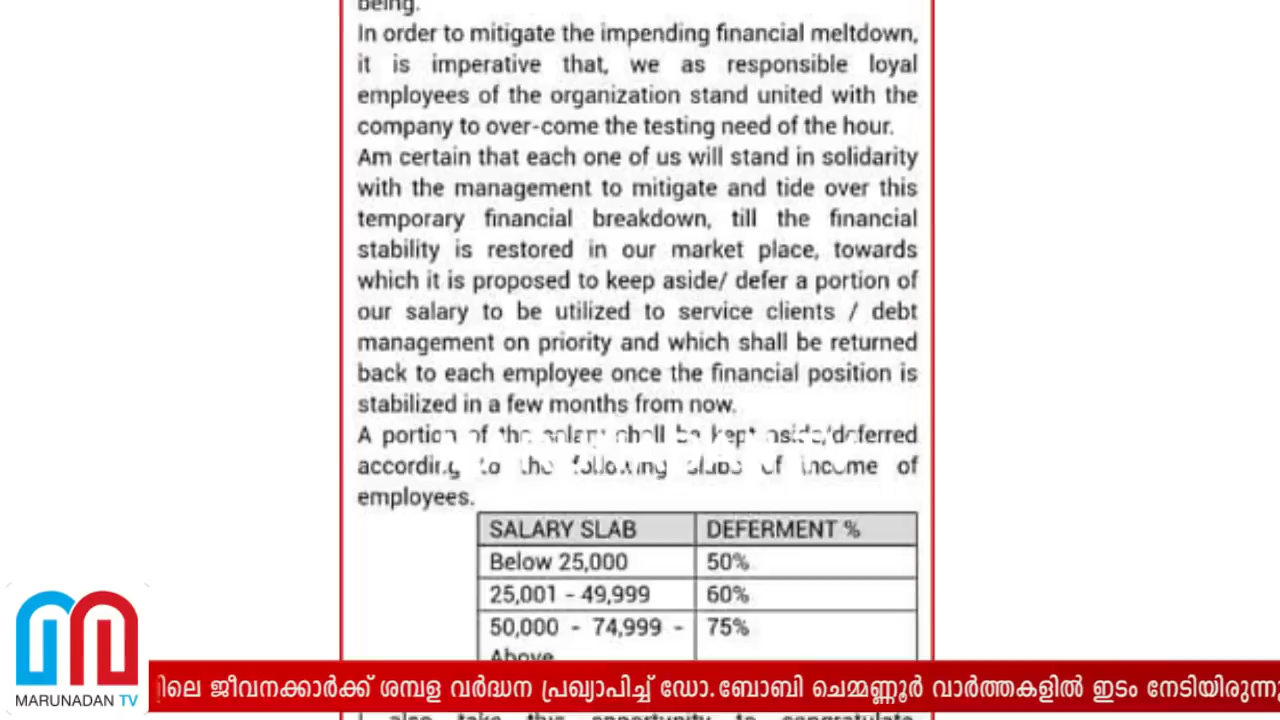 being.
In order to mitigate the impending financial meltdown,
it is imperative that, we as responsible loyal
employees of the organization stand united with the
company to over-come the testing need of the hour.
Am certain that each one of us will stand in solidarity
with the management to mitigate and tide over this
temporary financial breakdown, till the financial
stability is restored in our market place, towards
which it is proposed to keep aside/ defer a portion of
our salary to be utilized to service clients / debt
management on priority and which shall be returned
back to each employee once the financial position is
stabilized in a few months from now.
A portion of the salary shall be kept aside/deferred
according to the following slabs of income of
employees.
SALARY SLAB DEFERMENT %
Below 25,000 50%
25,001 - 49,999 60%
50,000 - 74,999 - 75%
Above
MARUNADAN TV
ജീവനക്കാർക്ക് ശമ്പള വർദ്ധന പ്രഖ്യാപിച്ച് ഡോ.ബോബി ചെമ്മണ്ണൂർ വാർത്തകളിൽ ഇടം
I also take this opportunity to congratulate